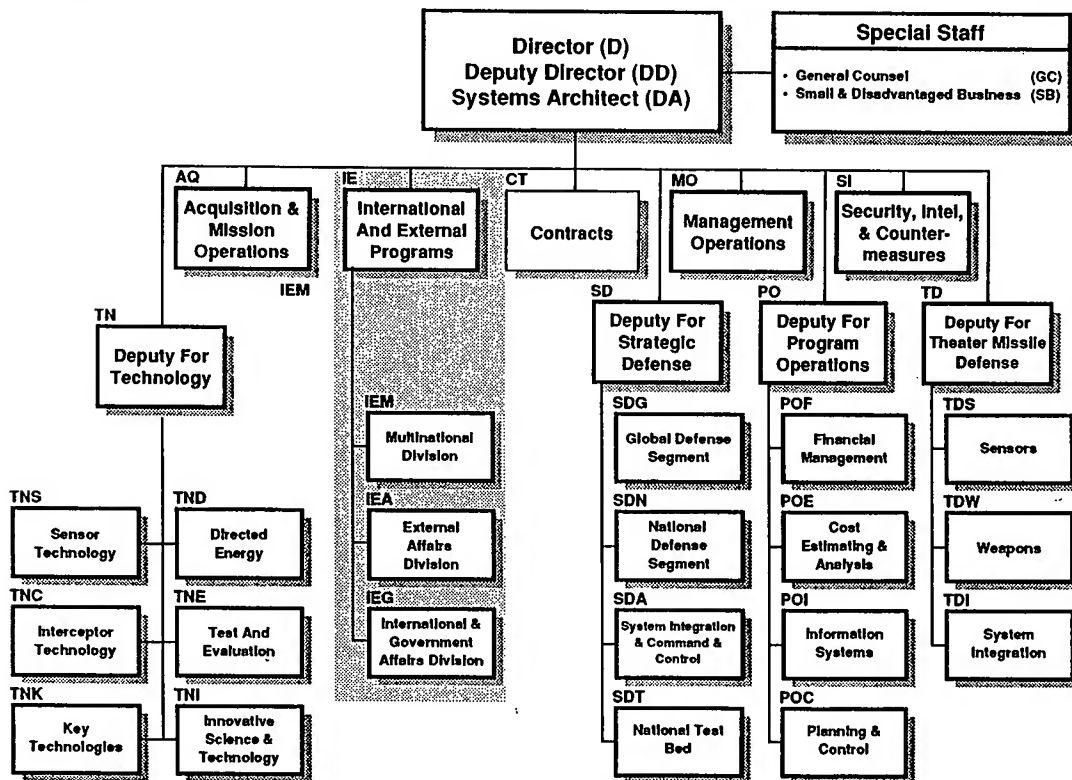 Director (D)
Deputy Director (DD)
Systems Architect (DA)
Special Staff
• General Counsel (GC)
• Small & Disadvantaged Business (SB)
AQ
Acquisition &
Mission
Operations
IEM
IE
International
And External
Programs
CT
Contracts
MO
Management
Operations
SI
Security, Intel,
& Counter-
measures
TN
Deputy For
Technology
SD
Deputy For
Strategic
Defense
PO
Deputy For
Program
Operations
TD
Deputy For
Theater Missile
Defense
TNS
Sensor
Technology
TND
Directed
Energy
TNC
Interceptor
Technology
TNE
Test And
Evaluation
TNK
Key
Technologies
TNI
Innovative
Science &
Technology
IEM
Multinational
Division
IEA
External
Affairs
Division
IEG
International &
Government
Affairs Division
SDG
Global Defense
Segment
SDN
National
Defense
Segment
SDA
System Integration
& Command &
Control
SDT
National Test
Bed
POF
Financial
Management
POE
Cost
Estimating &
Analysis
POI
Information
Systems
POC
Planning &
Control
TDS
Sensors
TDW
Weapons
TDI
System
Integration